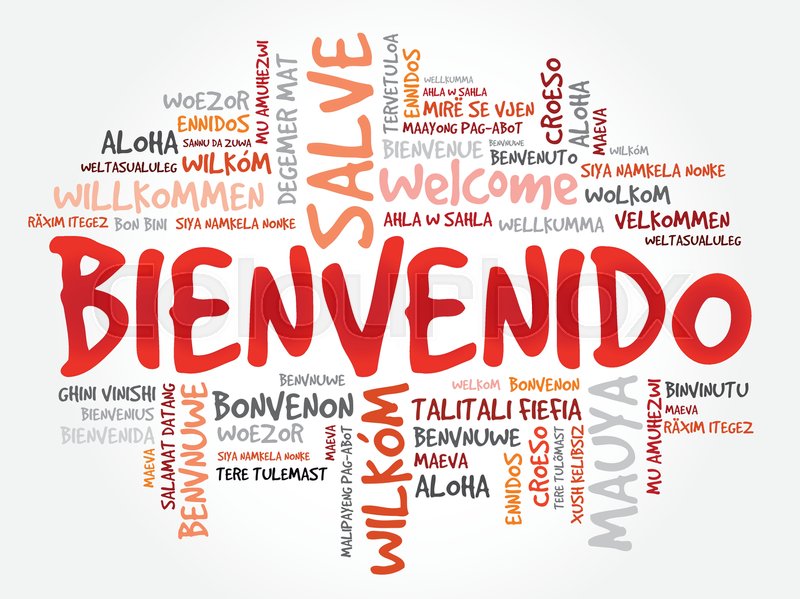 SALVE
TERVETULOA
ENNIDOS
WELLKUMMA
AHLA W SAHLA
MIRË SE VJEN
MAAYONG PAG-ABOT
CROESO
ALOHA
MAEVA
WOEZOR
ENNIDOS
MU AMUHEZWI
DEGEMER MAT
ALOHA
SANNU DA ZUWA
BIENVENUE
BENVNUWE
BENVENUTO
WILKÓM
WELTASUALULEG
WILKÓM
SIYA NAMKELA NONKE
WILLKOMMEN
welcome
WOLKOM
RÄXIM ITEGEZ
BON BINI
SIYA NAMKELA NONKE
AHLA W SAHLA
WELLKUMMA
VELKOMMEN
WELTASUALULEG
BIENVENIDO
colourbox
GHINI VINISHI
BIENVENIUS
BIENVENIDA
MAEVA
SALAMAT DATANG
BENVNUWE
BENVNUWE
BONVENON
WOEZOR
SIYA NAMKELA NONKE
TERE TULEMAST
MAEVA
MALIPAYENG PAG-ABOT
WILKÓM
WELKOM
BONVENON
TALITALI FIEFIA
BENVNUWE
MAEVA
ALOHA
ENNIDOS
CROESO
TERE TULÕMAST
XUSH KELIBSIZ
MAUYA
MU AMUHEZWI
BINVINUTU
MAEVA
RÄXIM ITEGEZ